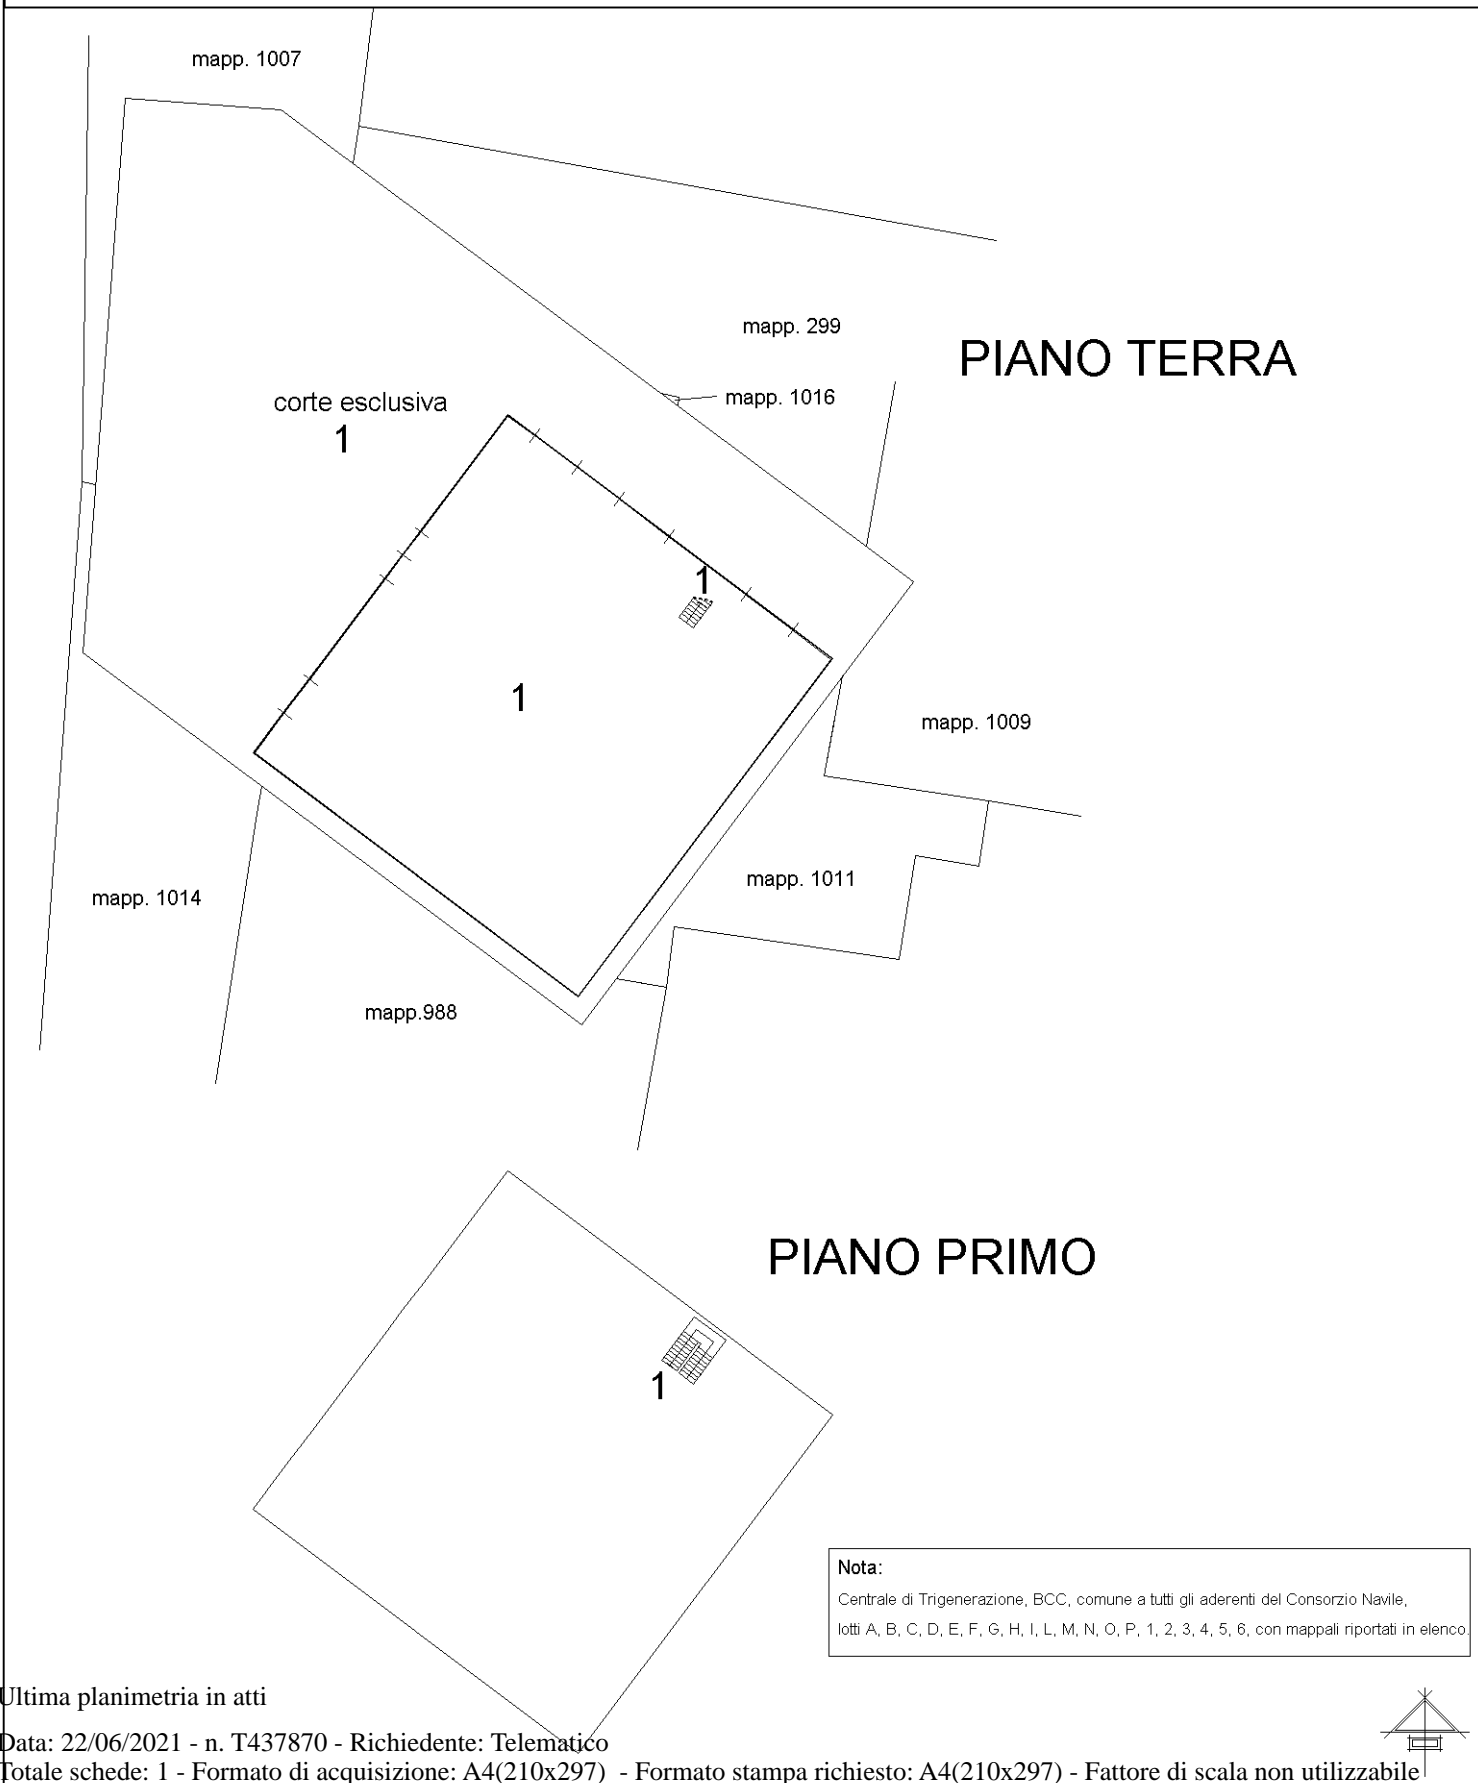 mapp. 1007
mapp. 299
PIANO TERRA
mapp. 1016
corte esclusiva
1
1
1
mapp. 1009
mapp. 1011
mapp. 1014
mapp.988
PIANO PRIMO
1
Nota:
Centrale di Trigenerazione, BCC, comune a tutti gli aderenti del Consorzio Navile,
lotti A, B, C, D, E, F, G, H, I, L, M, N, O, P, 1, 2, 3, 4, 5, 6, con mappali riportati in elenco.
Ultima planimetria in atti
Data: 22/06/2021 - n. T437870 - Richiedente: Telematico
Totale schede: 1 - Formato di acquisizione: A4(210x297) - Formato stampa richiesto: A4(210x297) - Fattore di scala non utilizzabile